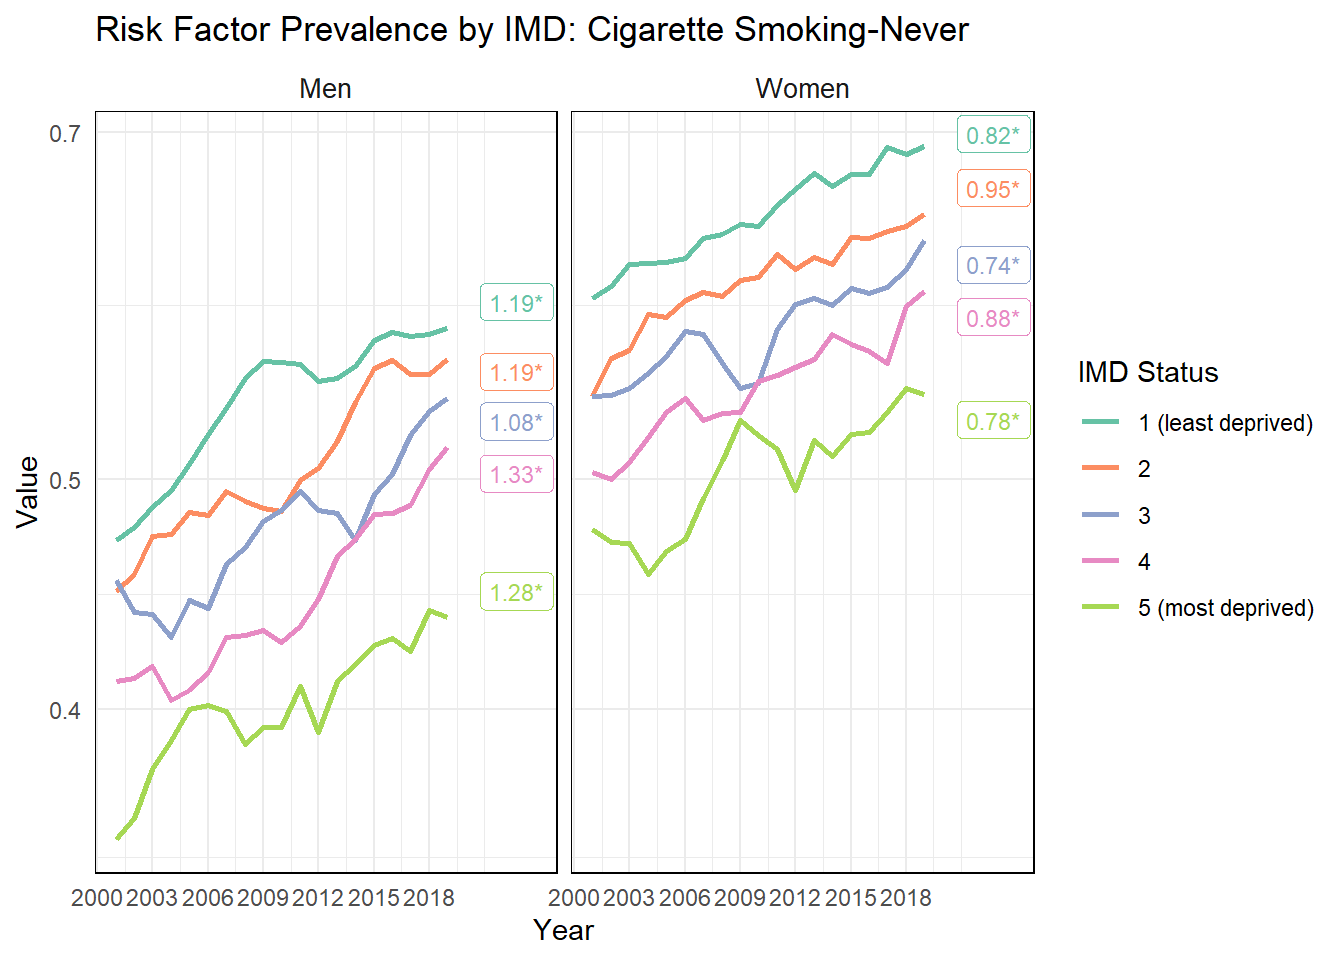 Risk Factor Prevalence by IMD: Cigarette Smoking-Never
Men
Women
0.7
0.5
0.4
Value
1.19*
1.19*
1.08*
1.33*
1.28*
0.82*
0.95*
0.74*
0.88*
0.78*
2000 2003 2006 2009 2012 2015 2018
2000 2003 2006 2009 2012 2015 2018
Year
IMD Status
1 (least deprived)
2
3
4
5 (most deprived)